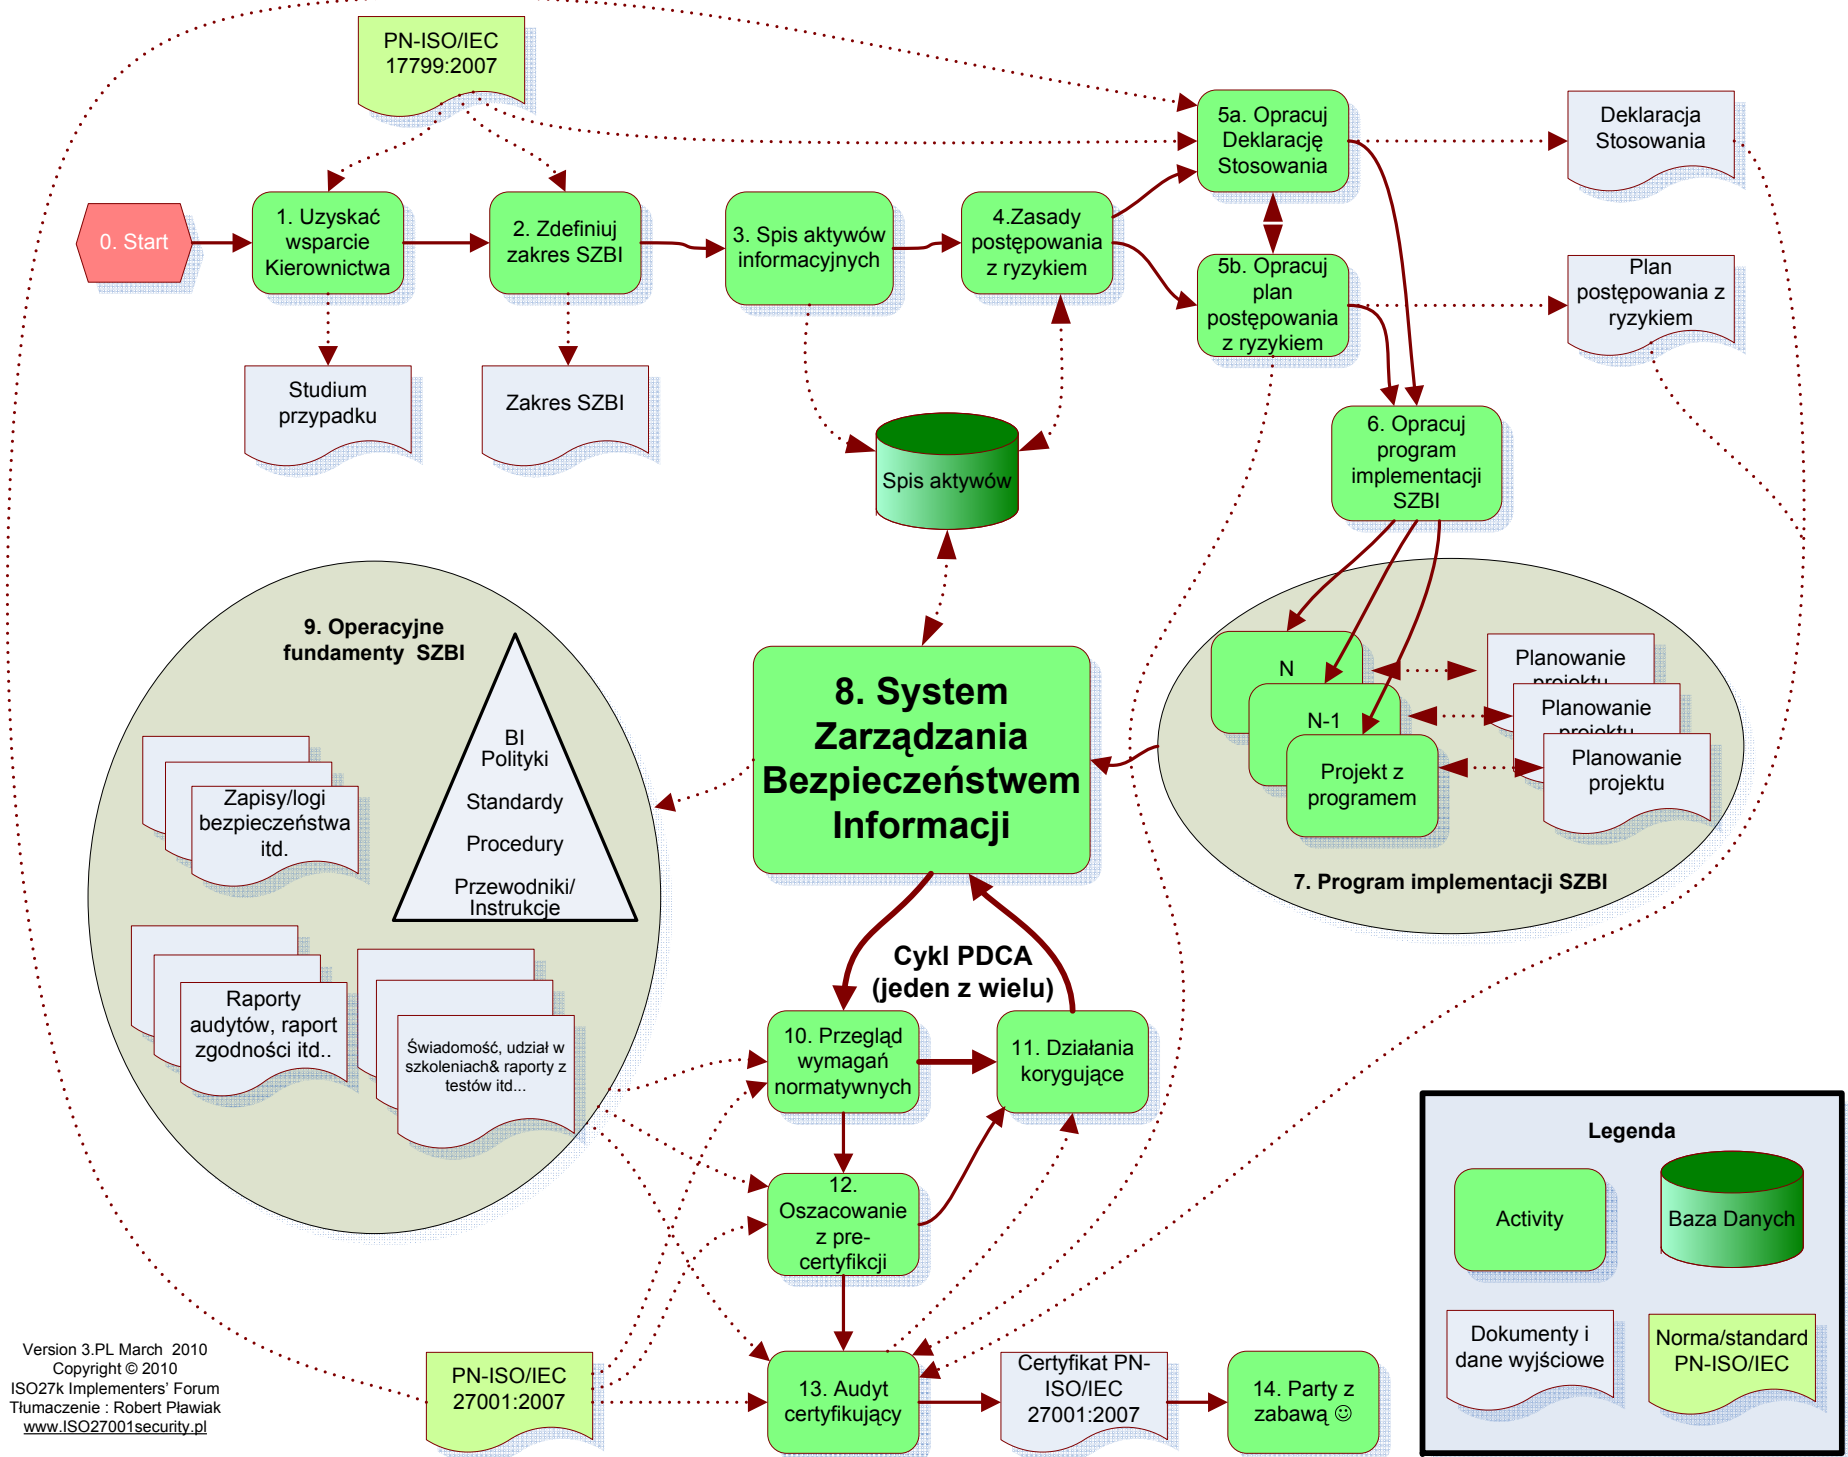 PN-ISO/IEC
17799:2007
5a. Opracuj
Deklarację
Stosowania
Deklaracja
Stosowania
0. Start
1. Uzyskać
wsparcie
Kierownictwa
2. Zdefiniuj
zakres SZBI
3. Spis aktywów
informacyjnych
4.Zasady
postępowania
z ryzykiem
5b. Opracuj
plan
postępowania
z ryzykiem
Plan
postępowania z
ryzykiem
Studium
przypadku
Zakres SZBI
Spis aktywów
6. Opracuj
program
implementacji
SZBI
9. Operacyjne
fundamenty SZBI
BI
Polityki
Standardy
Procedury
Przewodniki/
Instrukcje
Zapisy/logi
bezpieczeństwa
itd.
Raporty
audytów, raport
zgodności itd..
Świadomość, udział w
szkoleniach& raporty z
testów itd...
8. System
Zarządzania
Bezpieczeństwem
Informacji
N
N-1
Projekt z
programem
Planowanie
projektu
Planowanie
projektu
Planowanie
projektu
7. Program implementacji SZBI
Cykl PDCA
(jeden z wielu)
10. Przegląd
wymagań
normatywnych
11. Działania
korygujące
12.
Oszacowanie
z pre-
certyfikcji
13. Audyt
certyfikujący
Certyfikat PN-
ISO/IEC
27001:2007
14. Party z
zabawą ☺
PN-ISO/IEC
27001:2007
Version 3.PL March 2010
Copyright © 2010
ISO27k Implementers' Forum
Tłumaczenie : Robert Pławiak
www.ISO27001security.pl
Legenda
Activity
Baza Danych
Dokumenty i
dane wyjściowe
Norma/standard
PN-ISO/IEC